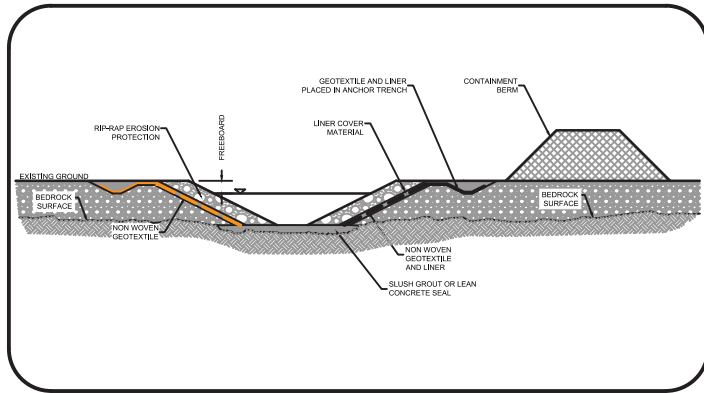 GEOTEXTILE AND LINER
PLACED IN ANCHOR TRENCH
CONTAINMENT
BERM
RIP-RAP EROSION
PROTECTION
FREEBOARD
LINER COVER
MATERIAL
EXISTING GROUND
BEDROCK
SURFACE
BEDROCK
SURFACE
NON WOVEN
GEOTEXTILE
NON WOVEN
GEOTEXTILE
AND LINER
SLUSH GROUT OR LEAN
CONCRETE SEAL